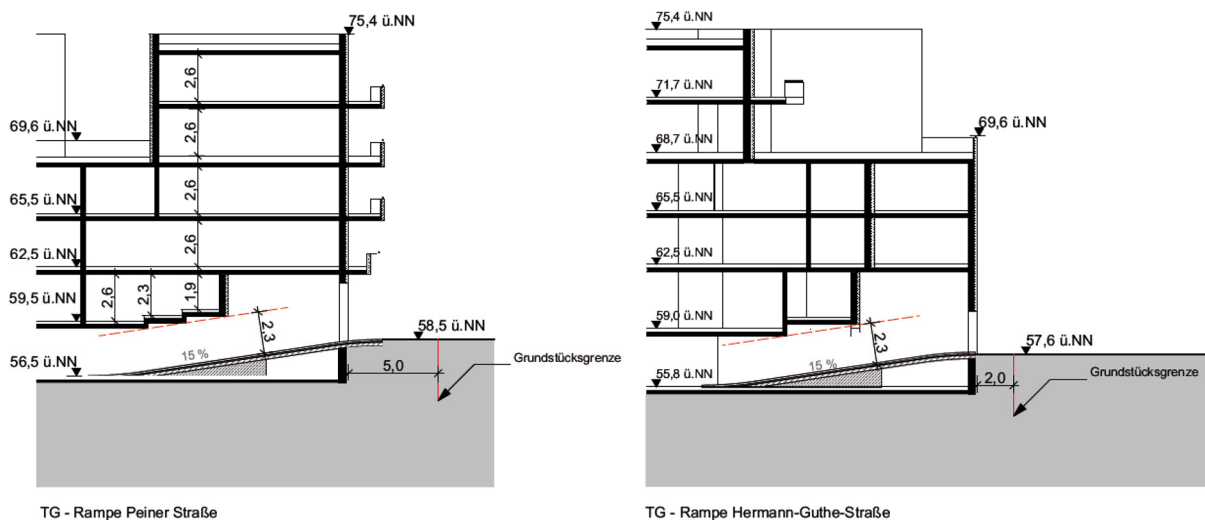 75,4 ü.NN
2,6
69,6 ü.NN
2,6
2,6
65,5 ü.NN
2,6
62,5 ü.NN
2,6
2,3
1,9
59,5 ü.NN
2,3
58,5 ü.NN
15 %
56,5 ü.NN
5,0
Grundstücksgrenze
TG - Rampe Peiner Straße
75,4 ü.NN
71,7 ü.NN
69,6 ü.NN
68,7 ü.NN
65,5 ü.NN
62,5 ü.NN
59,0 ü.NN
2,3
57,6 ü.NN
15 %
55,8 ü.NN
2,0
Grundstücksgrenze
TG - Rampe Hermann-Guthe-Straße